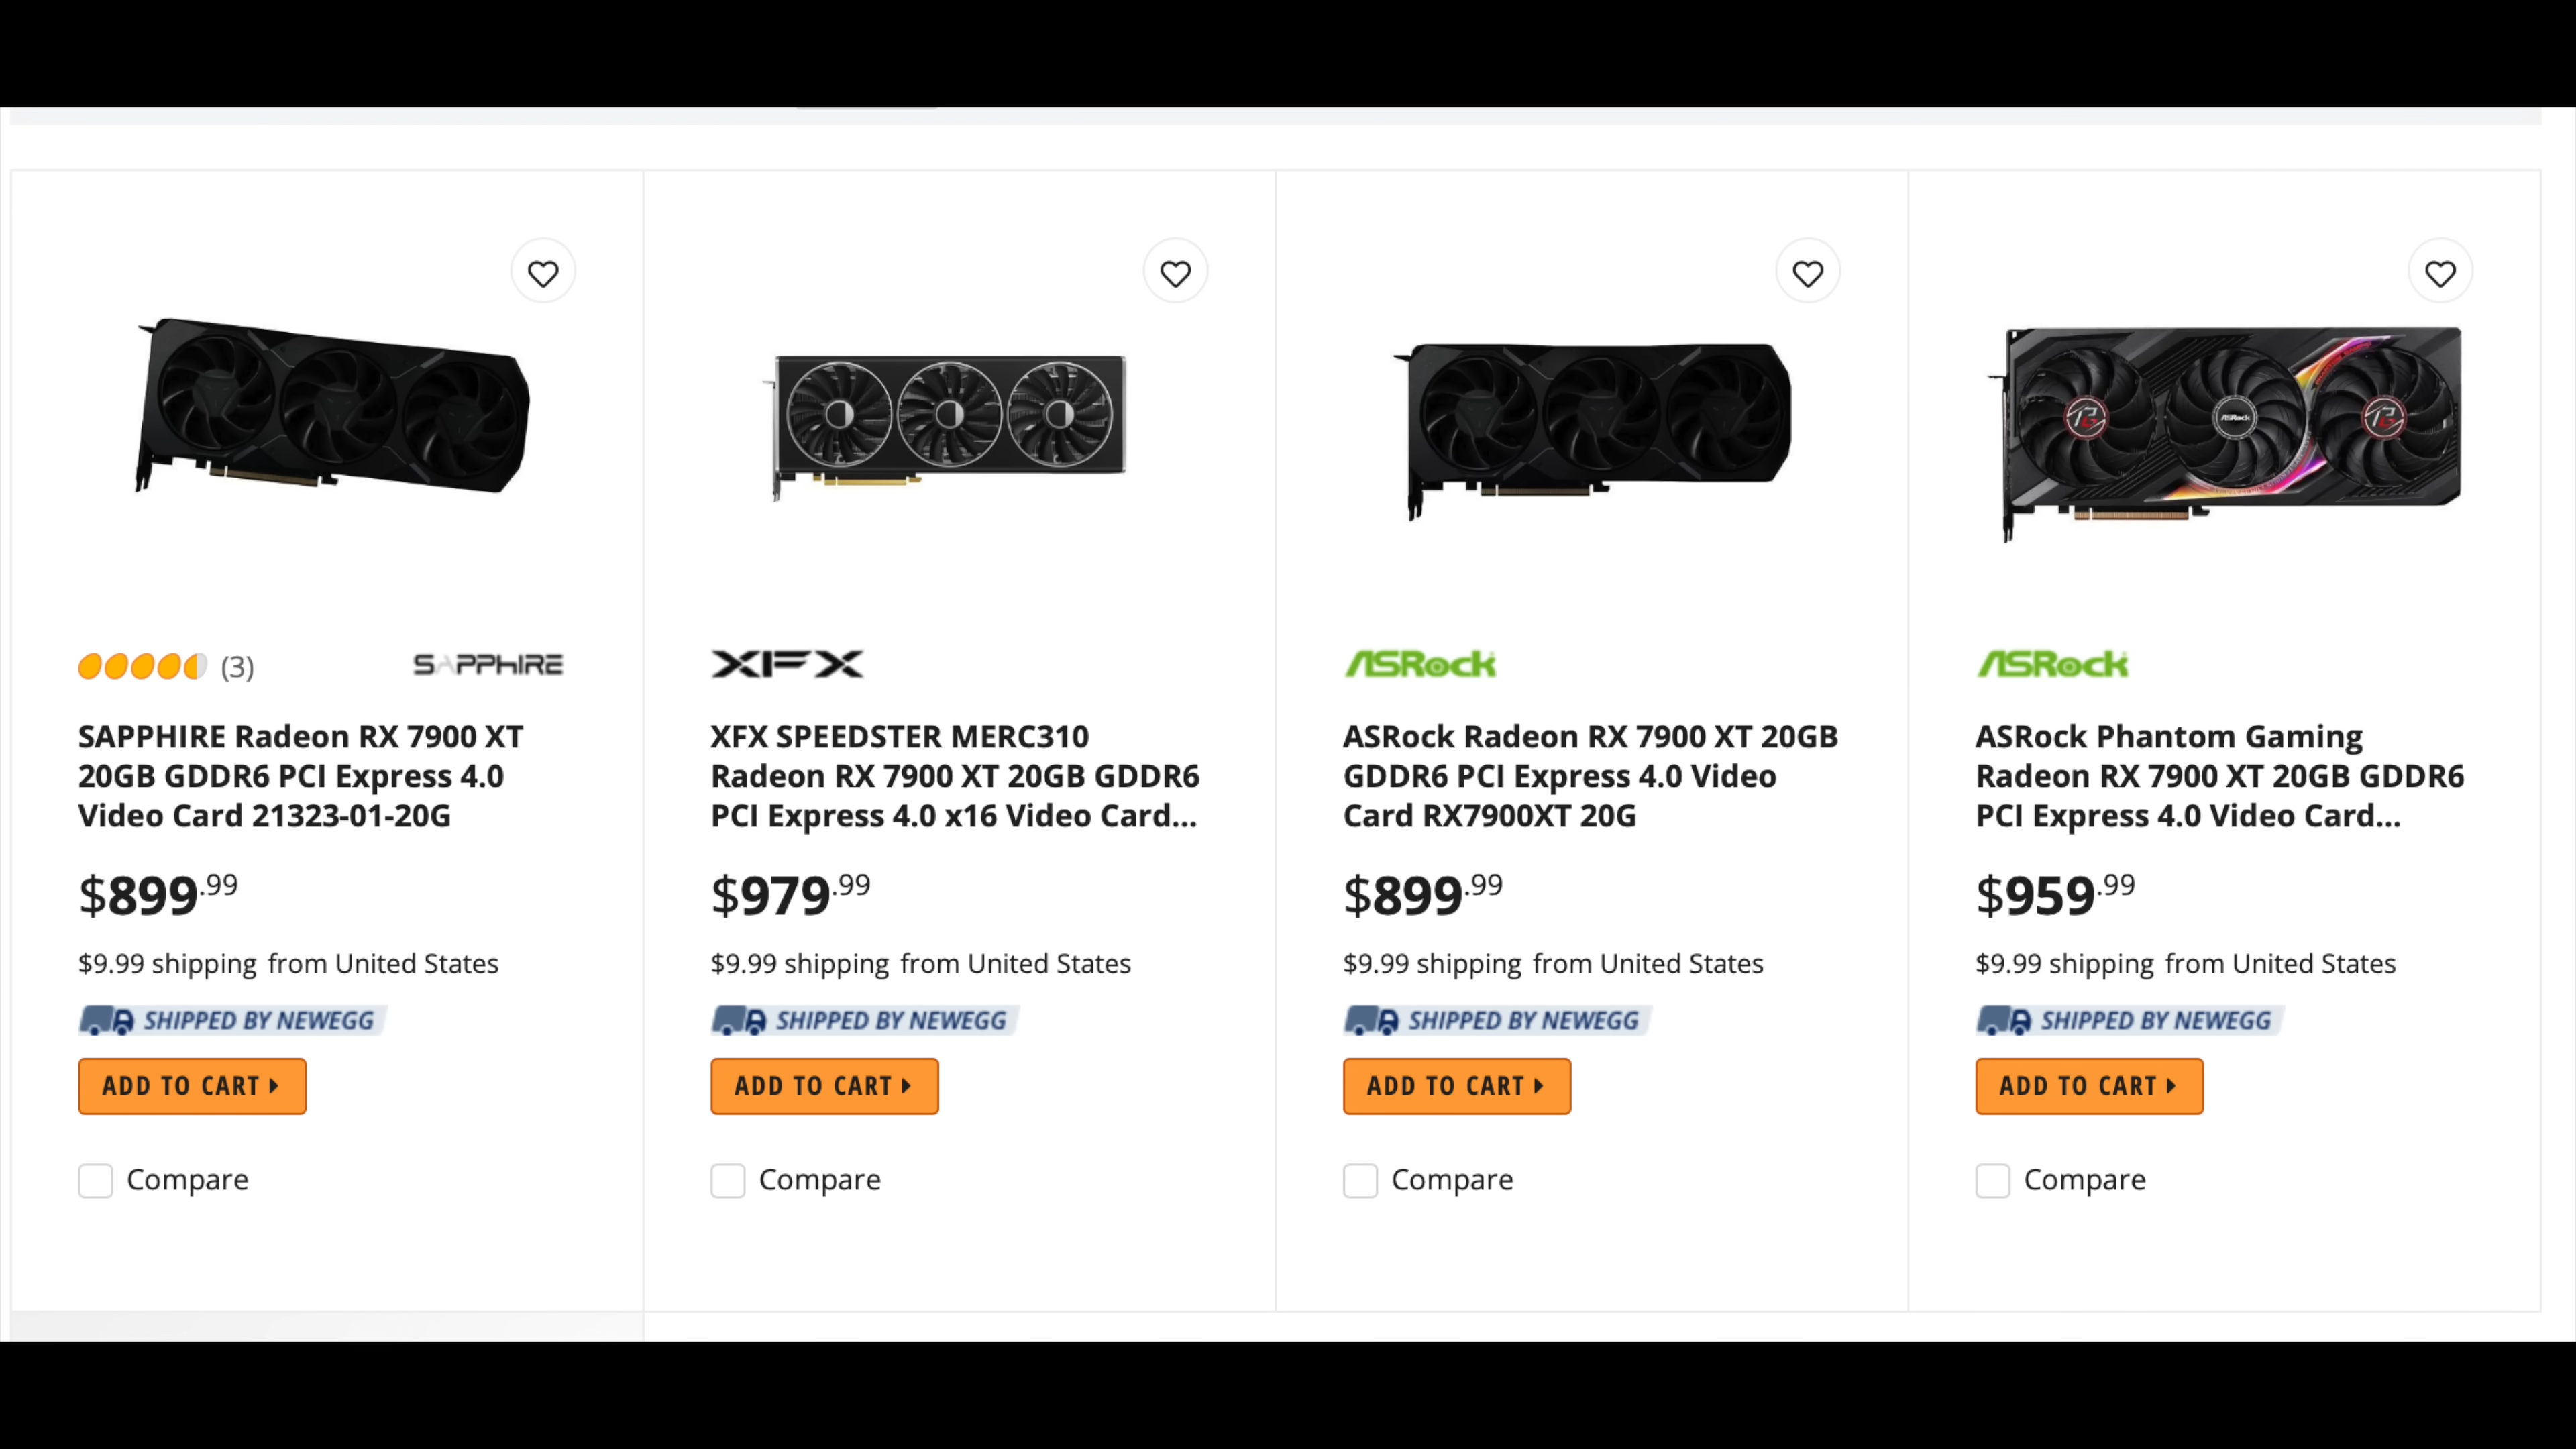 (3)
SAPPHIRE
SAPPHIRE Radeon RX 7900 XT
20GB GDDR6 PCI Express 4.0
Video Card 21323-01-20G
$899.99
$9.99 shipping from United States
SHIPPED BY NEWEGG
ADD TO CART
Compare
XFX
XFX SPEEDSTER MERC310
Radeon RX 7900 XT 20GB GDDR6
PCI Express 4.0 x16 Video Card...
$979.99
$9.99 shipping from United States
SHIPPED BY NEWEGG
ADD TO CART
Compare
ASRock
ASRock Radeon RX 7900 XT 20GB
GDDR6 PCI Express 4.0 Video
Card RX7900XT 20G
$899.99
$9.99 shipping from United States
SHIPPED BY NEWEGG
ADD TO CART
Compare
ASRock
ASRock
ASRock Phantom Gaming
Radeon RX 7900 XT 20GB GDDR6
PCI Express 4.0 Video Card...
$959.99
$9.99 shipping from United States
SHIPPED BY NEWEGG
ADD TO CART
Compare